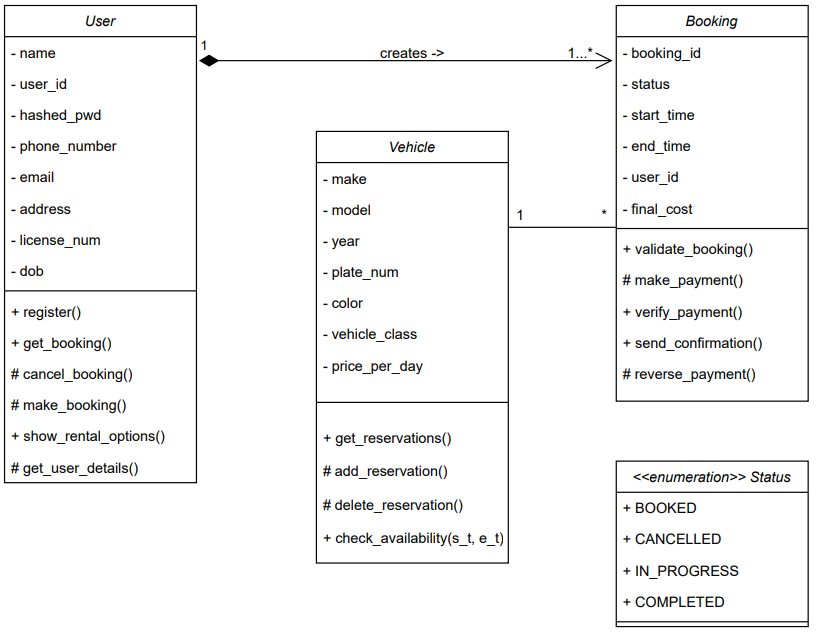 User
- name
- user_id
- hashed_pwd
- phone_number
- email
- address
- license_num
- dob
+ register()
+ get_booking()
# cancel_booking()
# make_booking()
+ show_rental_options()
# get_user_details()
1
creates ->
1...*
Vehicle
- make
- model
- year
- plate_num
- color
- vehicle_class
- price_per_day
+ get_reservations()
# add_reservation()
# delete_reservation()
+ check_availability(s_t, e_t)
1
*
Booking
- booking_id
- status
- start_time
- end_time
- user_id
- final_cost
+ validate_booking()
# make_payment()
+ verify_payment()
+ send_confirmation()
# reverse_payment()
<<enumeration>> Status
+ BOOKED
+ CANCELLED
+ IN_PROGRESS
+ COMPLETED